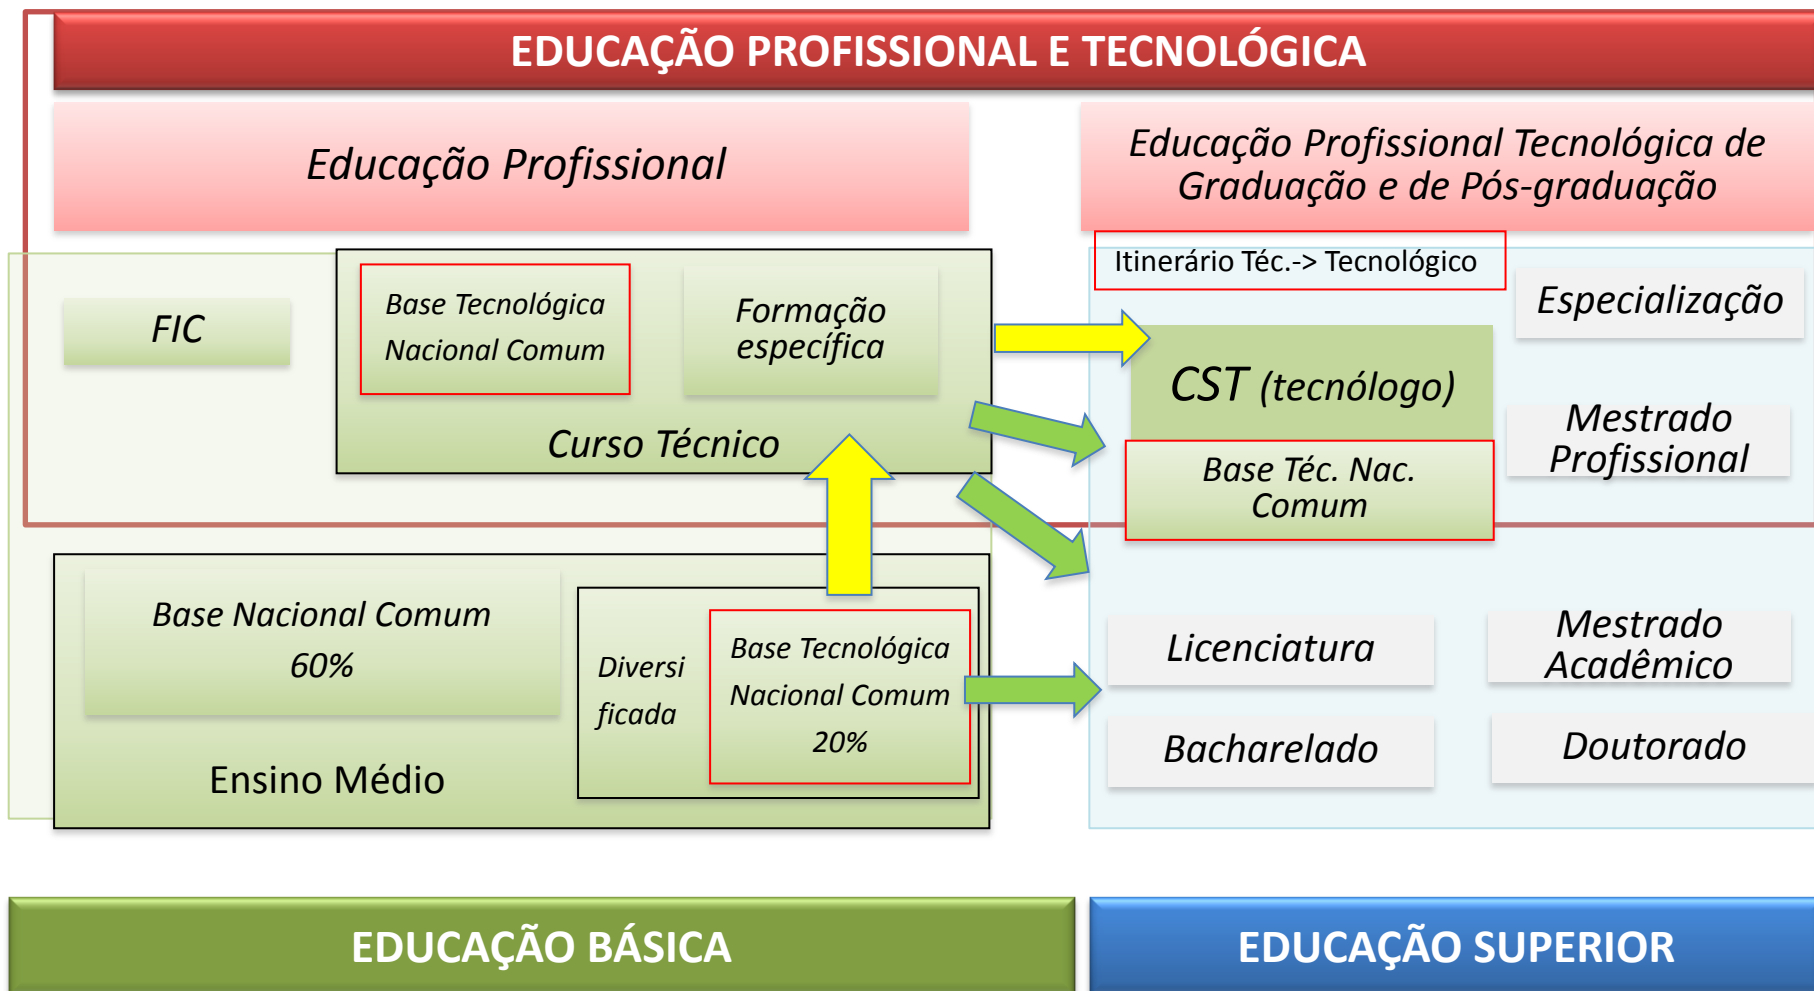 EDUCAÇÃO PROFISSIONAL E TECNOLÓGICA
Educação Profissional
Educação Profissional Tecnológica de
Graduação e de Pós-graduação
Itinerário Téc.-> Tecnológico
FIC
Base Tecnológica
Nacional Comum
Formação
específica
Curso Técnico
CST (tecnólogo)
Base Téc. Nac.
Comum
Especialização
Mestrado
Profissional
Base Nacional Comum
60%
Ensino Médio
Diversi
ficada
Base Tecnológica
Nacional Comum
20%
Licenciatura
Mestrado
Acadêmico
Bacharelado
Doutorado
EDUCAÇÃO BÁSICA
EDUCAÇÃO SUPERIOR